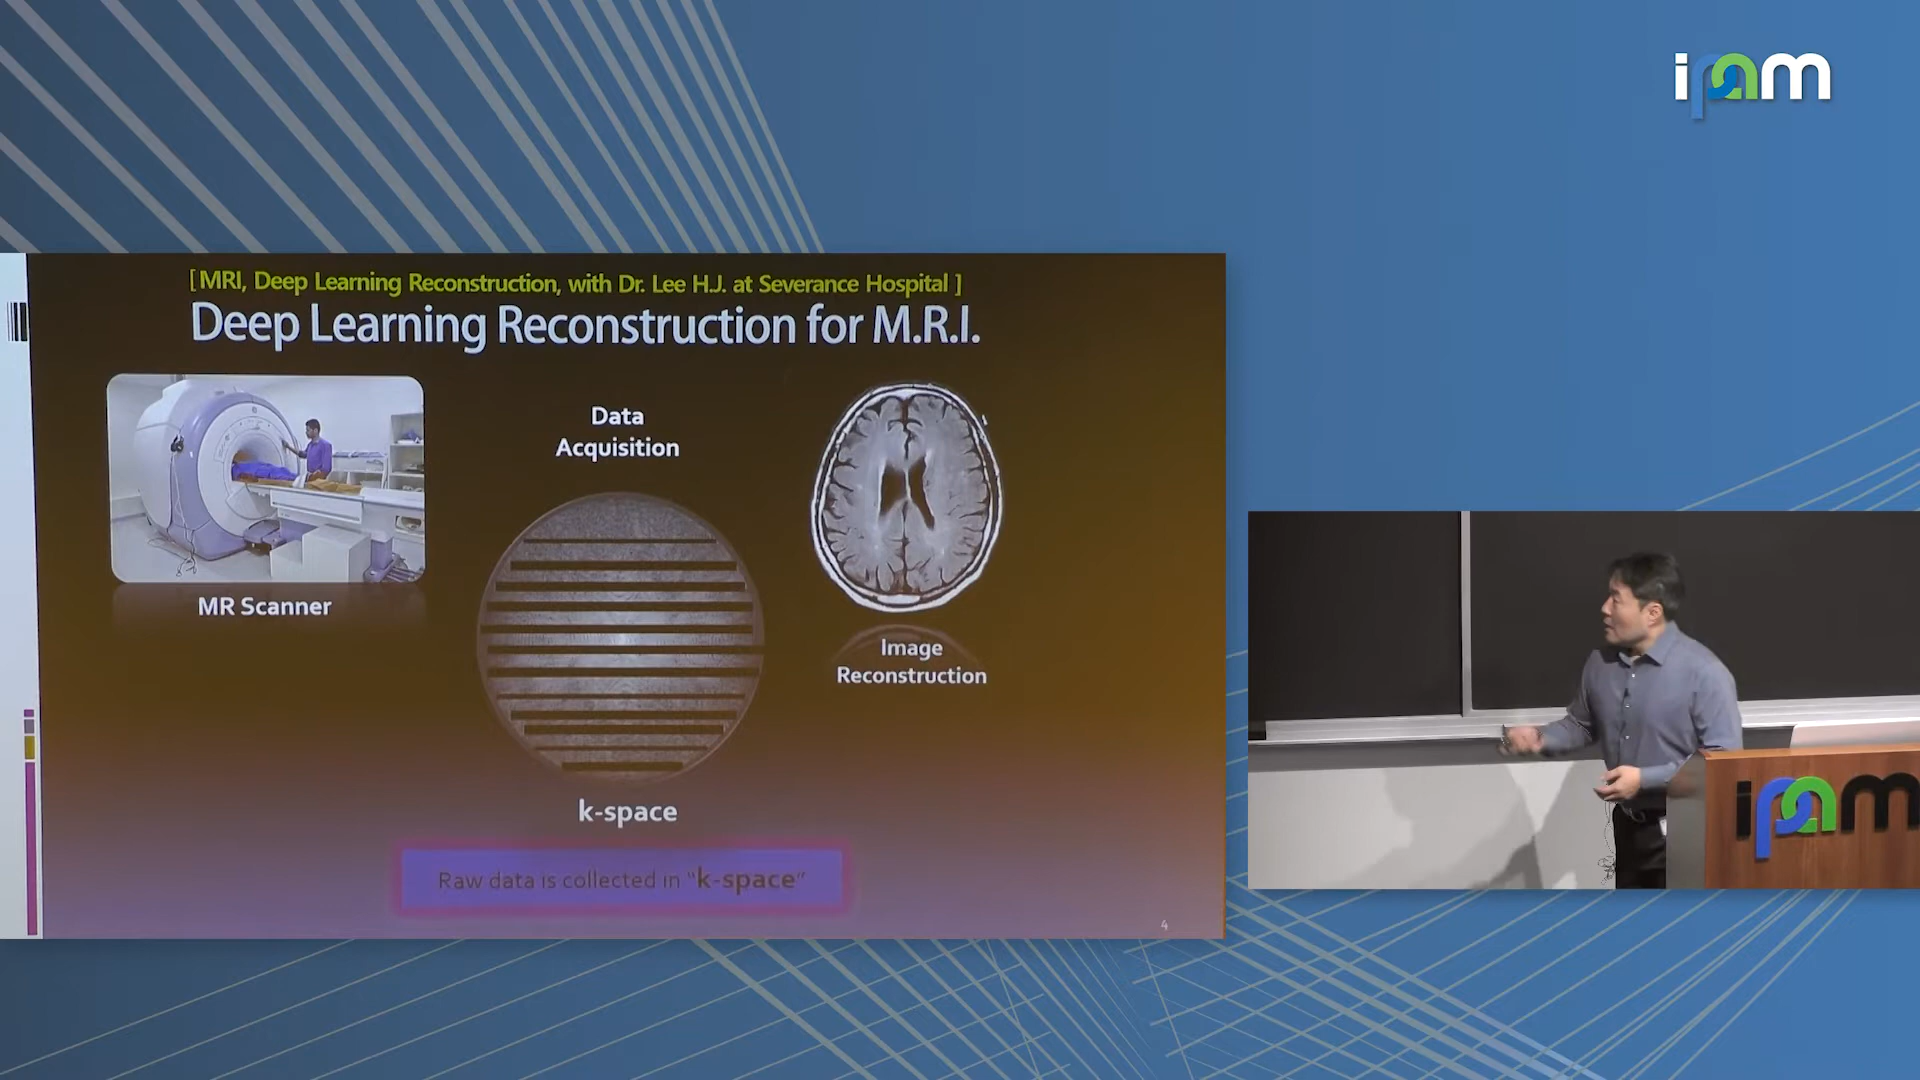 ipam
[ MRI, Deep Learning Reconstruction, with Dr. Lee H.J. at Severance Hospital ]
Deep Learning Reconstruction for M.R.I.
Data
Acquisition
MR Scanner
Image
Reconstruction
k-space
Raw data is collected in "k-space"
4
ipam